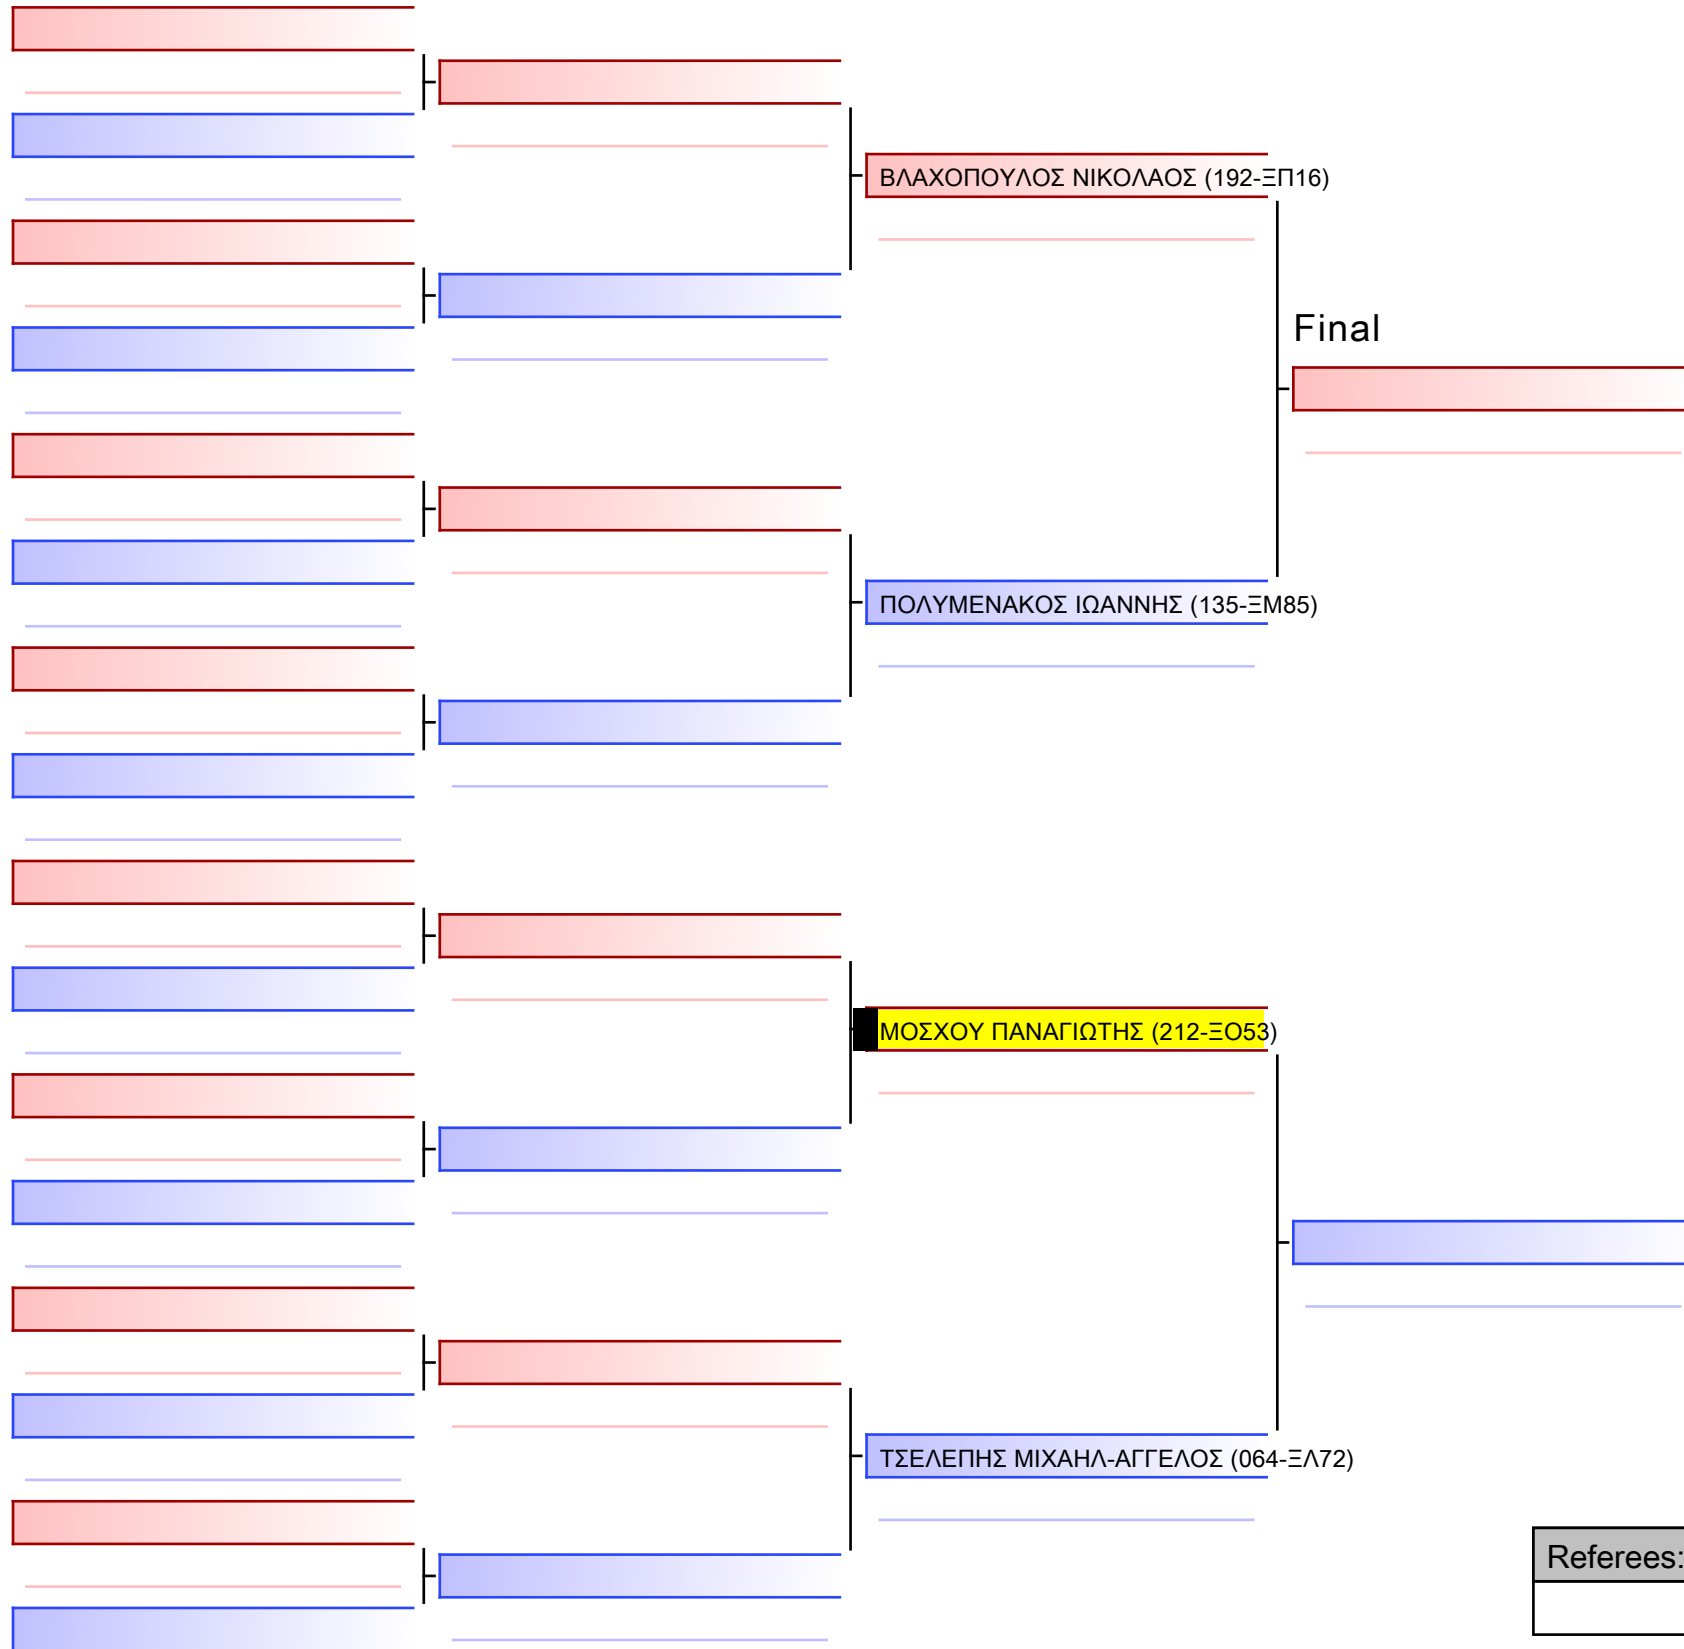 ΒΛΑΧΟΠΟΥΛΟΣ ΝΙΚΟΛΑΟΣ (192-ΞΠ16)
Final
ΠΟΛΥΜΕΝΑΚΟΣ ΙΩΑΝΝΗΣ (135-ΞΜ85)
ΜΟΣΧΟΥ ΠΑΝΑΓΙΩΤΗΣ (212-ΞΟ53)
ΤΣΕΛΕΠΗΣ ΜΙΧΑΗΛ-ΑΓΓΕΛΟΣ (064-ΞΛ72)
Referees: